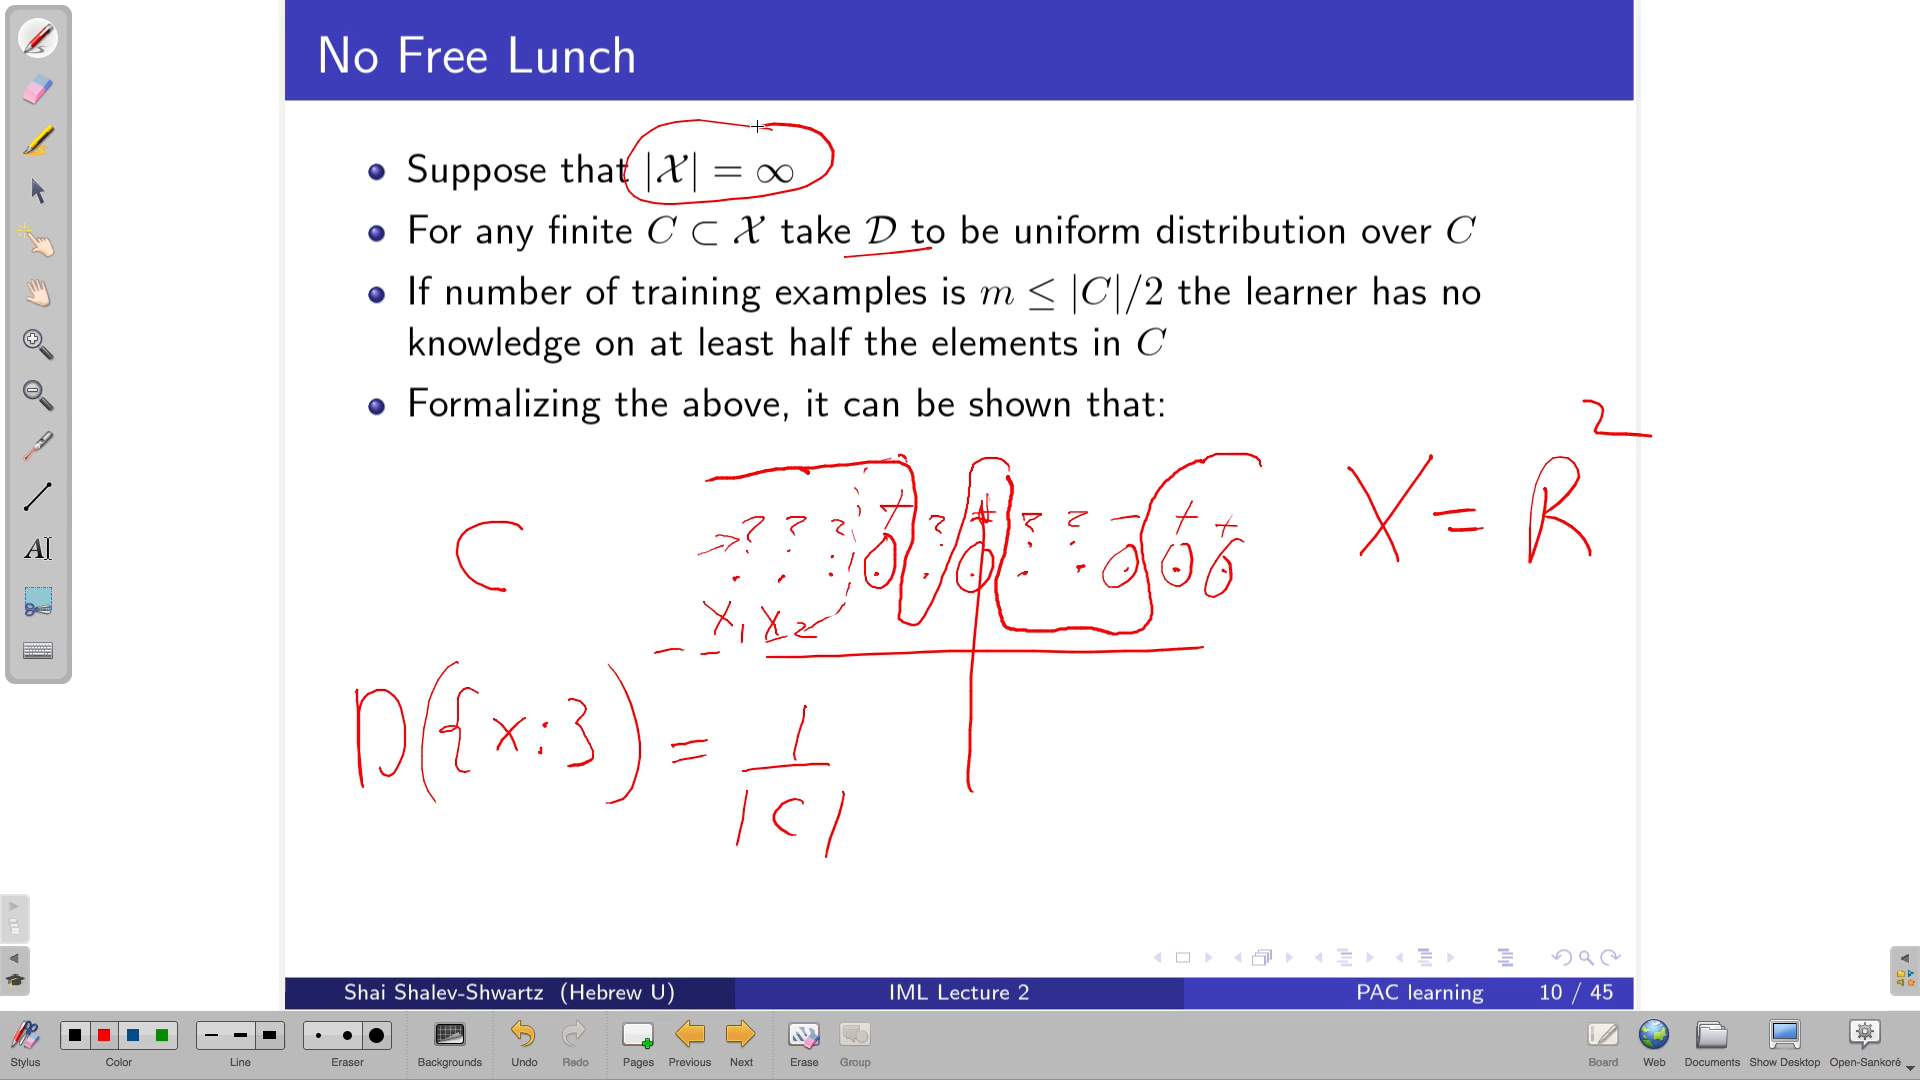 No Free Lunch
Suppose that |𝒳| = ∞
For any finite C ⊂ 𝒳 take 𝒟 to be uniform distribution over C
If number of training examples is m ≤ |C|/2 the learner has no
knowledge on at least half the elements in C
Formalizing the above, it can be shown that:
? ? ? + ? + ? ? − + +
C
X = R²
x₁ x₂
D({x:}) = 1/|C|
Shai Shalev-Shwartz (Hebrew U) IML Lecture 2 PAC learning 10 / 45
Stylus Color Line Eraser Backgrounds Undo Redo Pages Previous Next Erase Group Board Web Documents Show Desktop Open-Sankoré